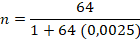 n = 64 / 1 + 64 (0,0025)